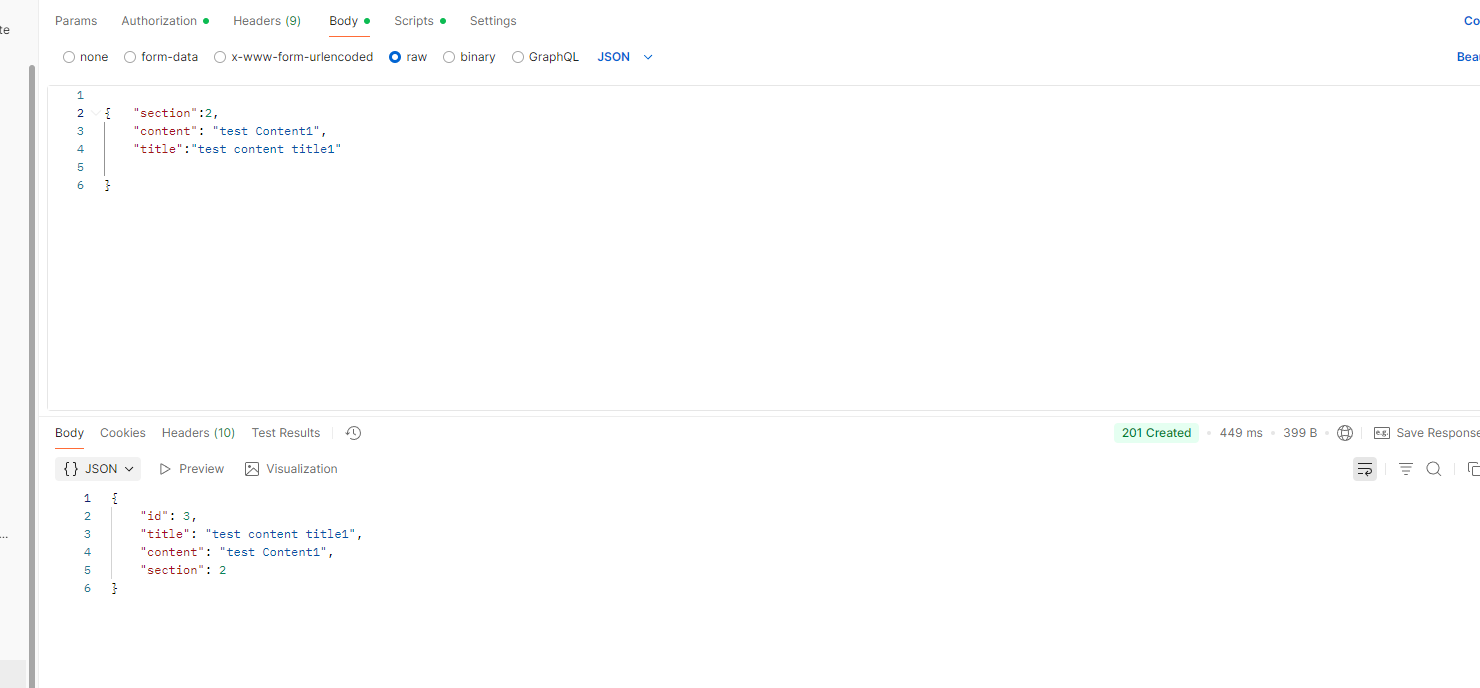 te
Params Authorization Headers (9) Body Scripts Settings
Co
none form-data x-www-form-urlencoded raw binary GraphQL JSON
Beau
1
2 { "section":2,
3 "content": "test Content1",
4 "title":"test content title1"
5
6 }
Body Cookies Headers (10) Test Results
201 Created • 449 ms • 399 B • e.g. Save Response
{} JSON Preview Visualization
...
1 {
2 "id": 3,
3 "title": "test content title1",
4 "content": "test Content1",
5 "section": 2
6 }